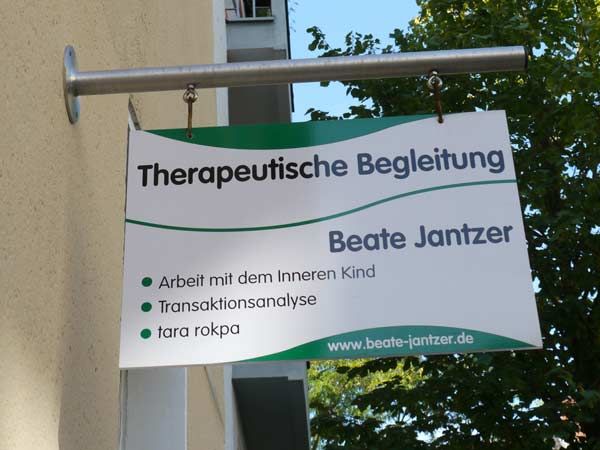 Therapeutische Begleitung
Beate Jantzer
Arbeit mit dem Inneren Kind
Transaktionsanalyse
tara rokpa
www.beate-jantzer.de